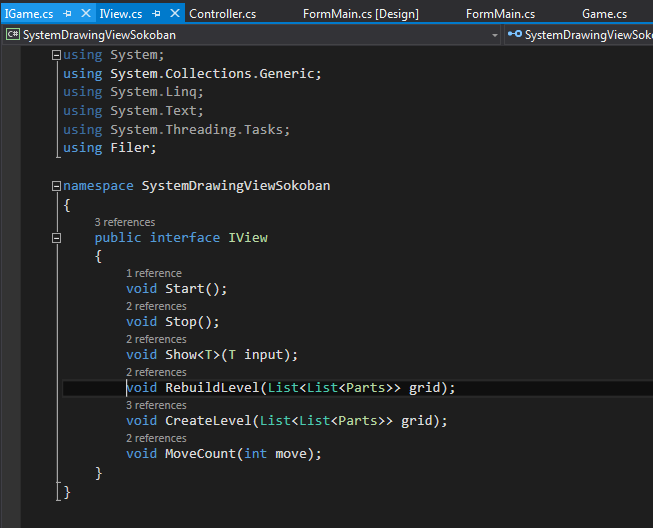 IGame.cs IView.cs Controller.cs FormMain.cs [Design] FormMain.cs Game.cs
C# SystemDrawingViewSokoban SystemDrawingViewSoko
using System;
using System.Collections.Generic;
using System.Linq;
using System.Text;
using System.Threading.Tasks;
using Filer;
namespace SystemDrawingViewSokoban
{
3 references
public interface IView
{
1 reference
void Start();
2 references
void Stop();
2 references
void Show<T>(T input);
2 references
void RebuildLevel(List<List<Parts>> grid);
3 references
void CreateLevel(List<List<Parts>> grid);
2 references
void MoveCount(int move);
}
}